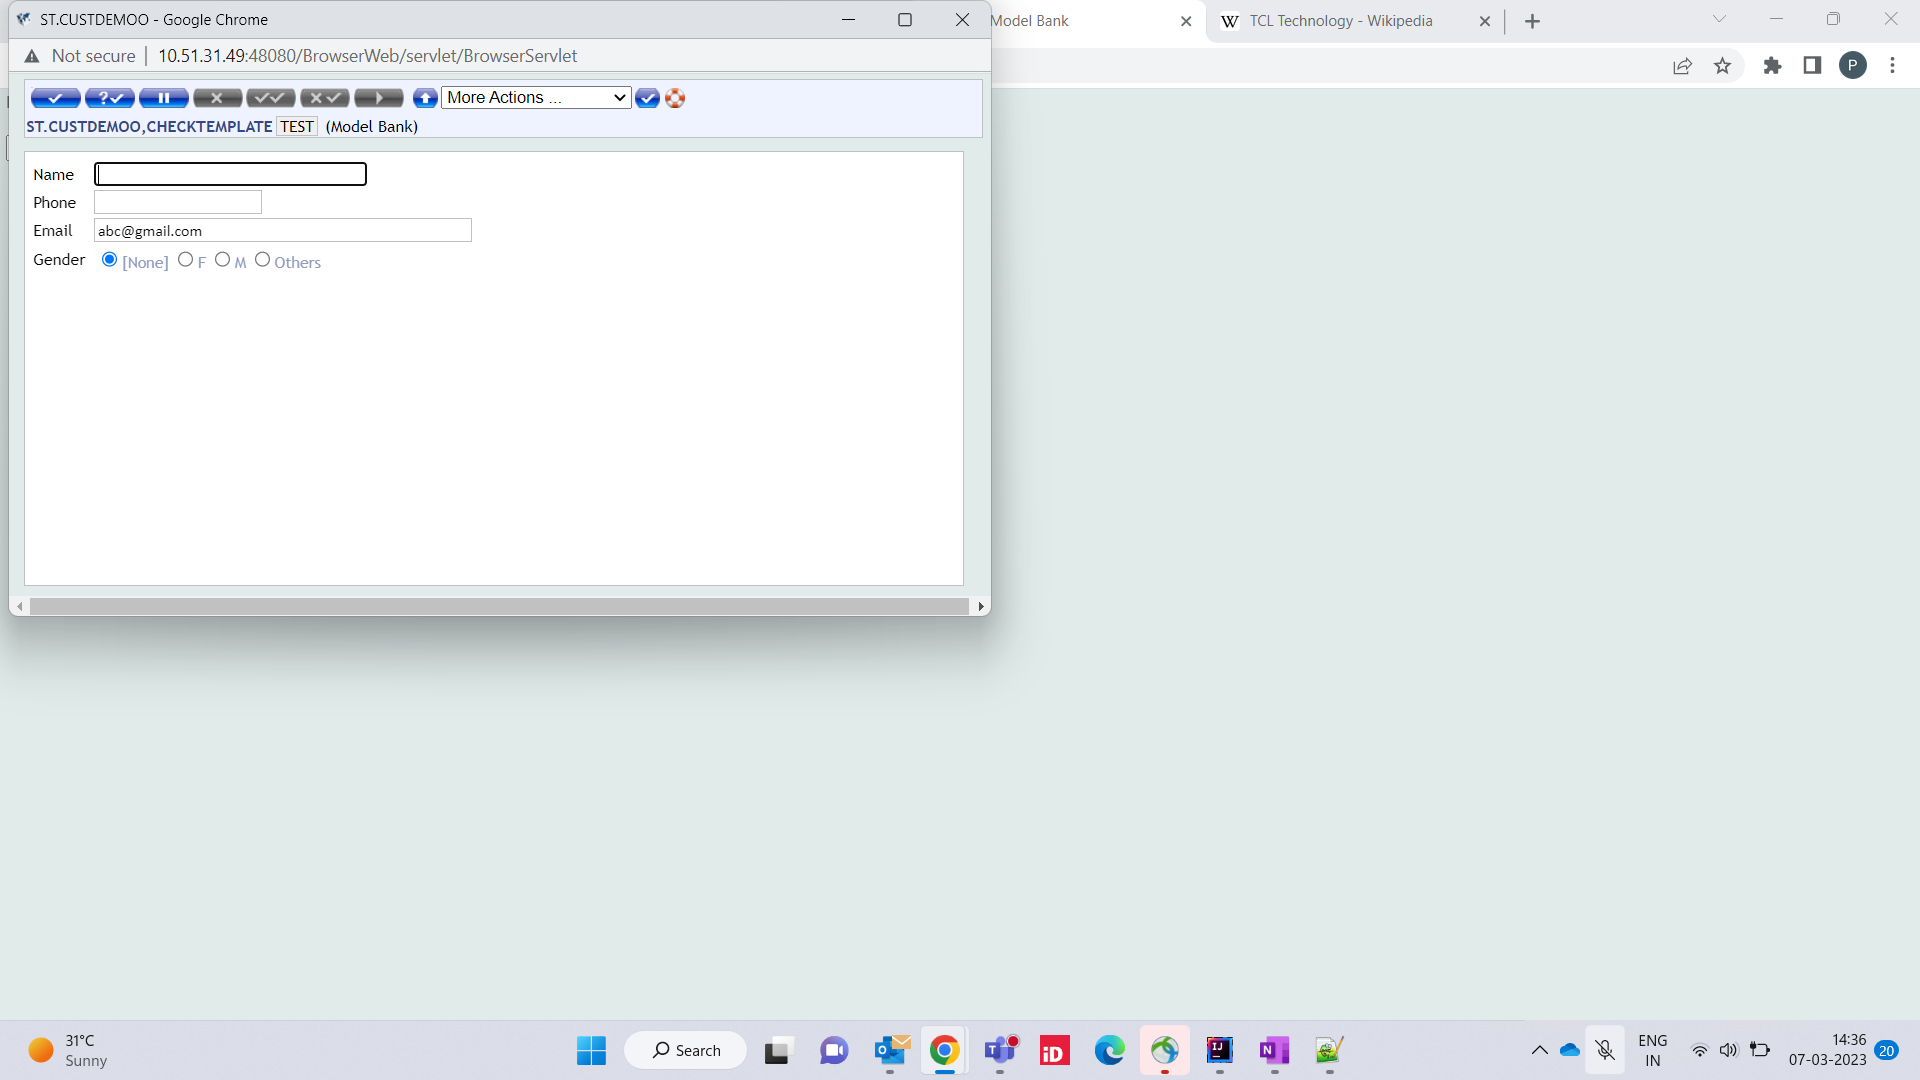 ST.CUSTDEMOO - Google Chrome
Model Bank
TCL Technology - Wikipedia
Not secure
10.51.31.49:48080/BrowserWeb/servlet/BrowserServlet
P
More Actions ...
ST.CUSTDEMOO,CHECKTEMPLATE TEST (Model Bank)
Name
Phone
Email abc@gmail.com
Gender [None] F M Others
31°C
Sunny
Search
ENG
IN
14:36
07-03-2023
20